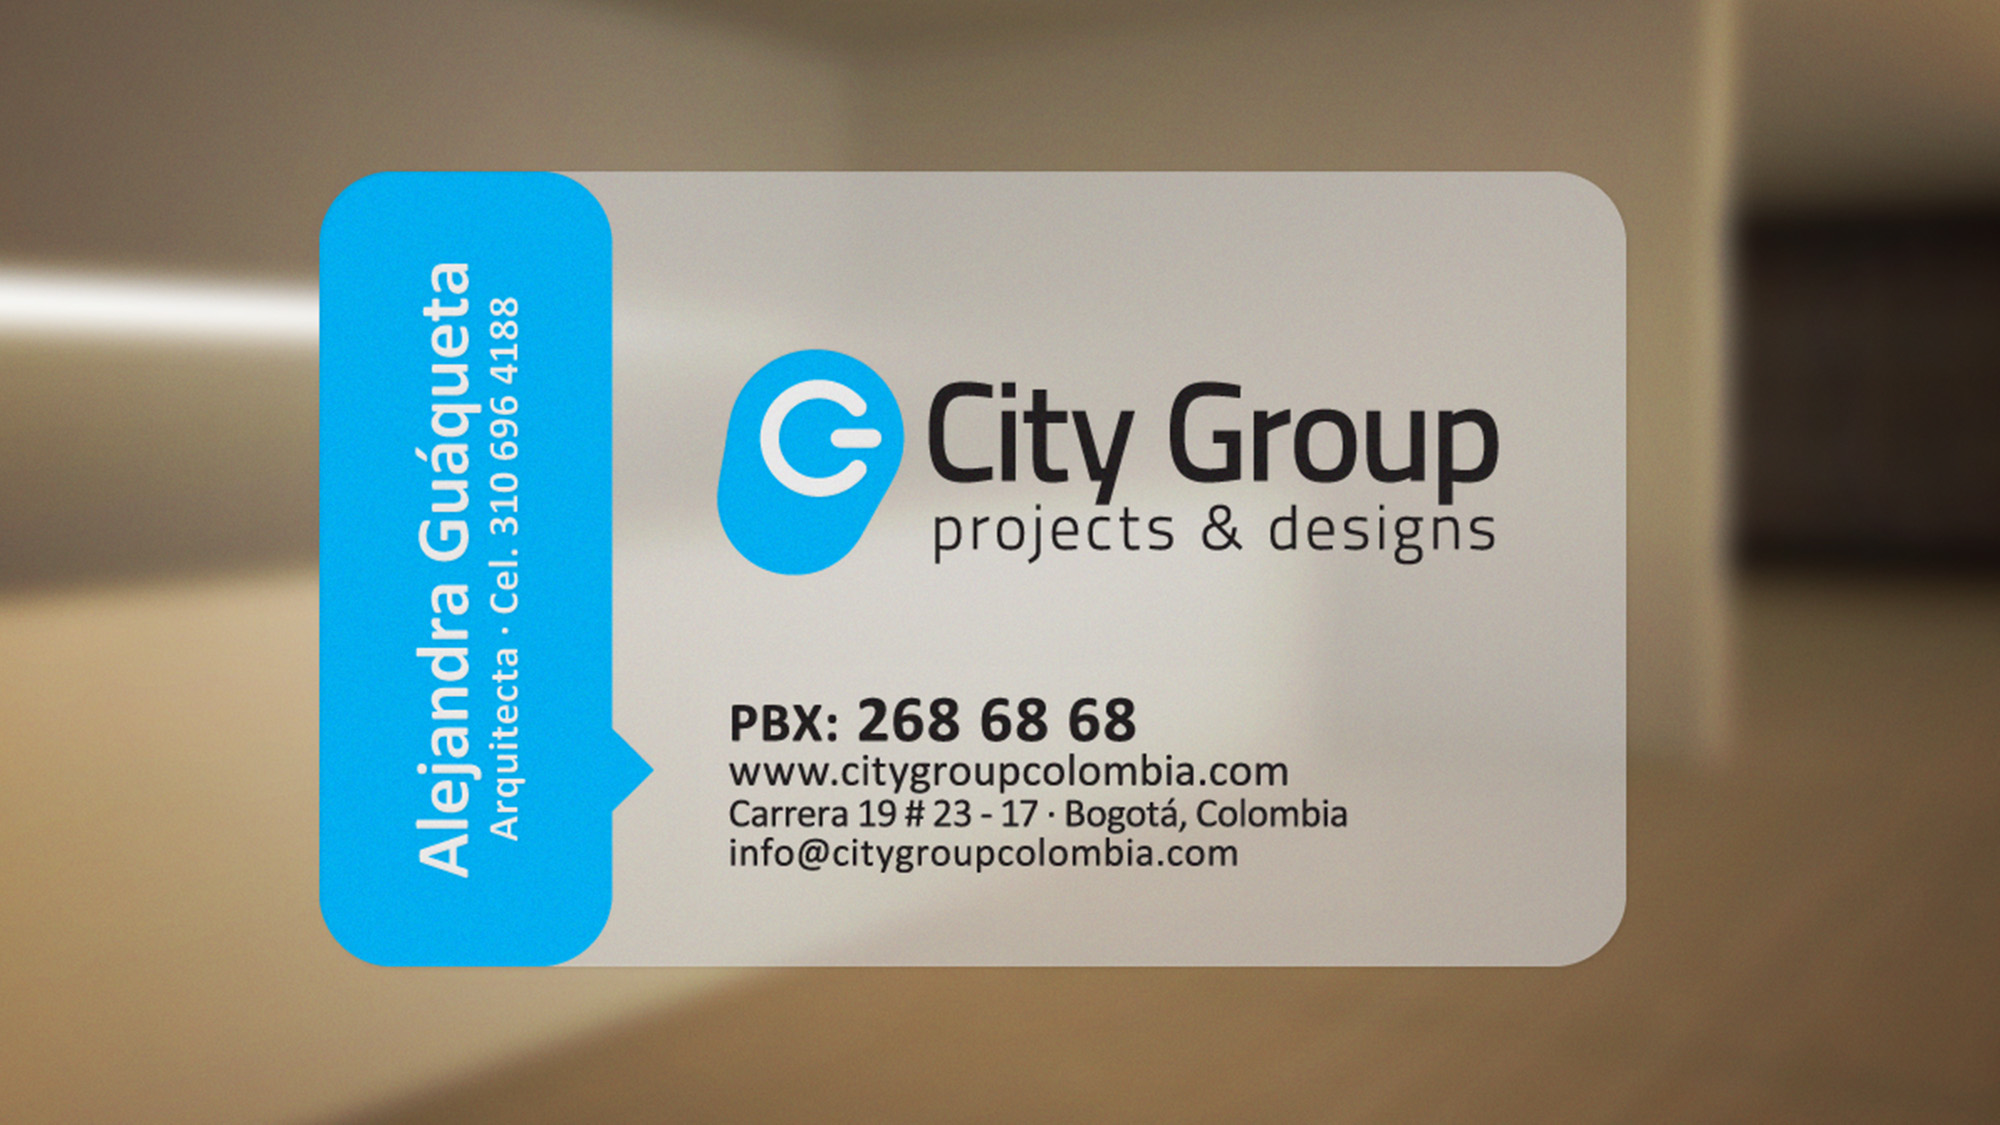 Alejandra Guáqueta
Arquitecta · Cel. 310 696 4188
City Group
projects & designs
PBX: 268 68 68
www.citygroupcolombia.com
Carrera 19 # 23 - 17 · Bogotá, Colombia
info@citygroupcolombia.com